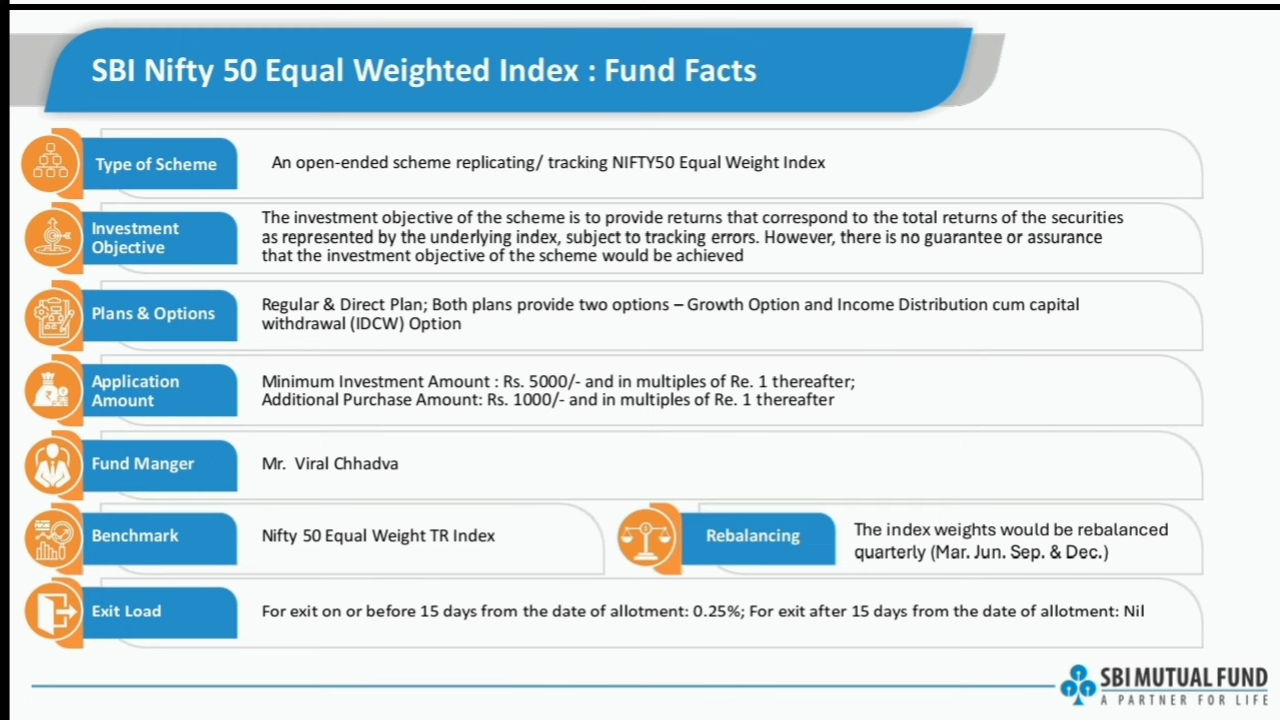 SBI Nifty 50 Equal Weighted Index : Fund Facts
Type of Scheme
An open-ended scheme replicating/ tracking NIFTY50 Equal Weight Index
Investment
Objective
The investment objective of the scheme is to provide returns that correspond to the total returns of the securities
as represented by the underlying index, subject to tracking errors. However, there is no guarantee or assurance
that the investment objective of the scheme would be achieved
Plans & Options
Regular & Direct Plan; Both plans provide two options – Growth Option and Income Distribution cum capital
withdrawal (IDCW) Option
Application
Amount
Minimum Investment Amount : Rs. 5000/- and in multiples of Re. 1 thereafter;
Additional Purchase Amount: Rs. 1000/- and in multiples of Re. 1 thereafter
Fund Manger
Mr. Viral Chhadva
Benchmark
Nifty 50 Equal Weight TR Index
Rebalancing
The index weights would be rebalanced
quarterly (Mar. Jun. Sep. & Dec.)
Exit Load
For exit on or before 15 days from the date of allotment: 0.25%; For exit after 15 days from the date of allotment: Nil
SBI MUTUAL FUND
A PARTNER FOR LIFE